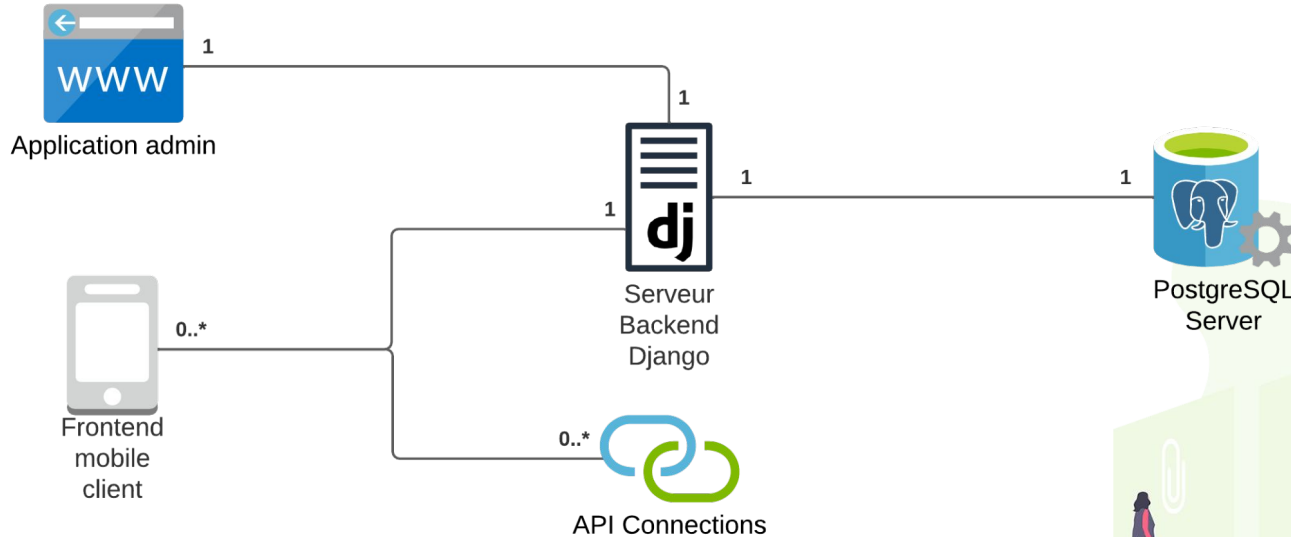 WWW
1
Application admin
1
dj
1
1
1
Serveur
Backend
Django
PostgreSQL
Server
0..*
Frontend
mobile
client
0..*
API Connections